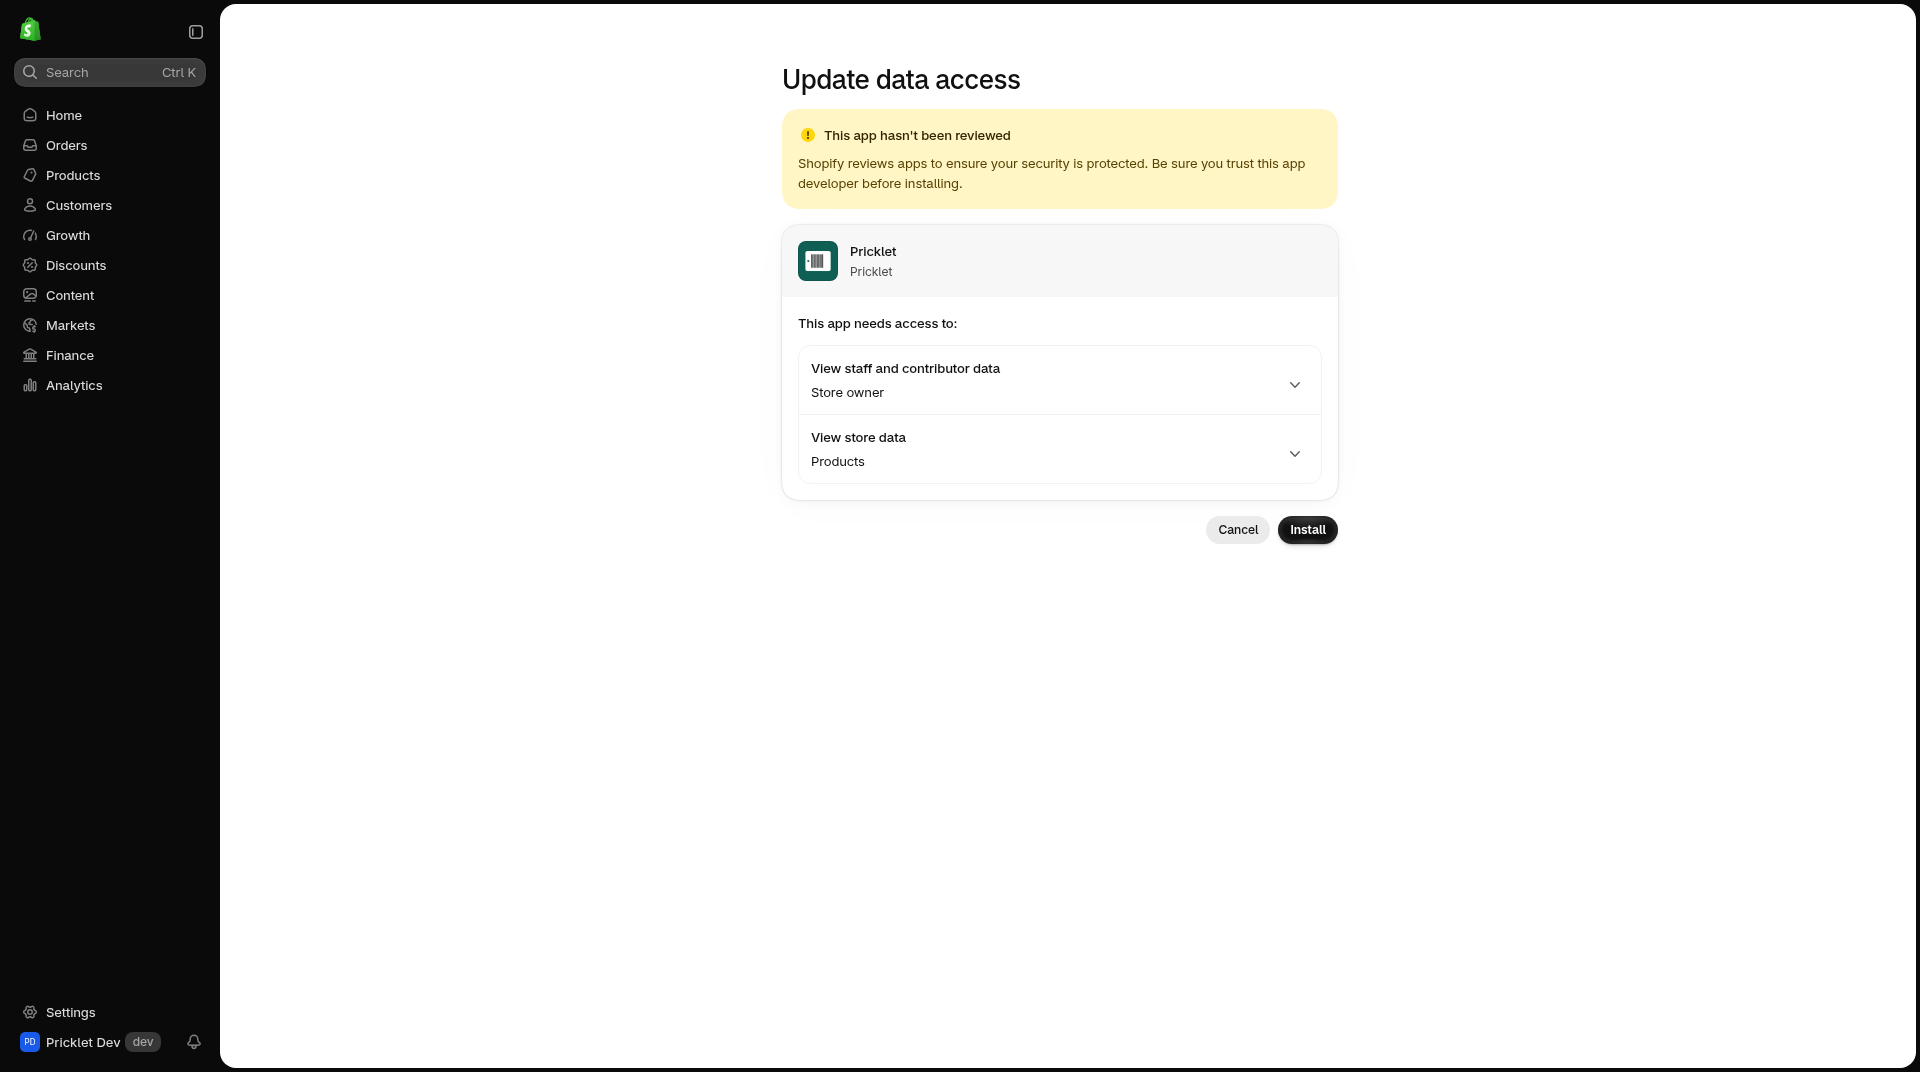 Search Ctrl K
Home
Orders
Products
Customers
Growth
Discounts
Content
Markets
Finance
Analytics
Settings
PD Pricklet Dev dev
Update data access
This app hasn't been reviewed
Shopify reviews apps to ensure your security is protected. Be sure you trust this app
developer before installing.
Pricklet
Pricklet
This app needs access to:
View staff and contributor data
Store owner
View store data
Products
Cancel Install